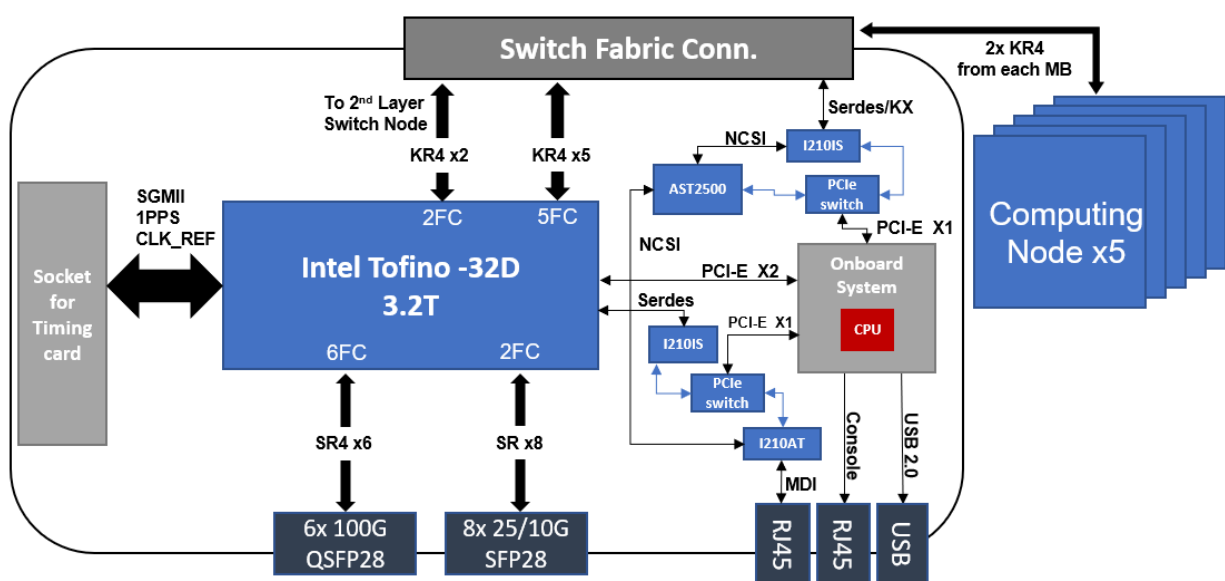 Switch Fabric Conn.
2x KR4
from each MB
To 2nd Layer
Switch Node
KR4 x2
KR4 x5
Serdes/KX
NCSI
I210IS
AST2500
PCIe
switch
PCI-E X1
Computing
Node x5
SGMII
1PPS
CLK_REF
Socket
for
Timing
card
2FC
5FC
Intel Tofino -32D
3.2T
6FC
2FC
NCSI
PCI-E X2
Serdes
PCI-E X1
Onboard
System
CPU
I210IS
PCIe
switch
I210AT
SR4 x6
SR x8
MDI
Console
USB 2.0
6x 100G
QSFP28
8x 25/10G
SFP28
RJ45
RJ45
USB